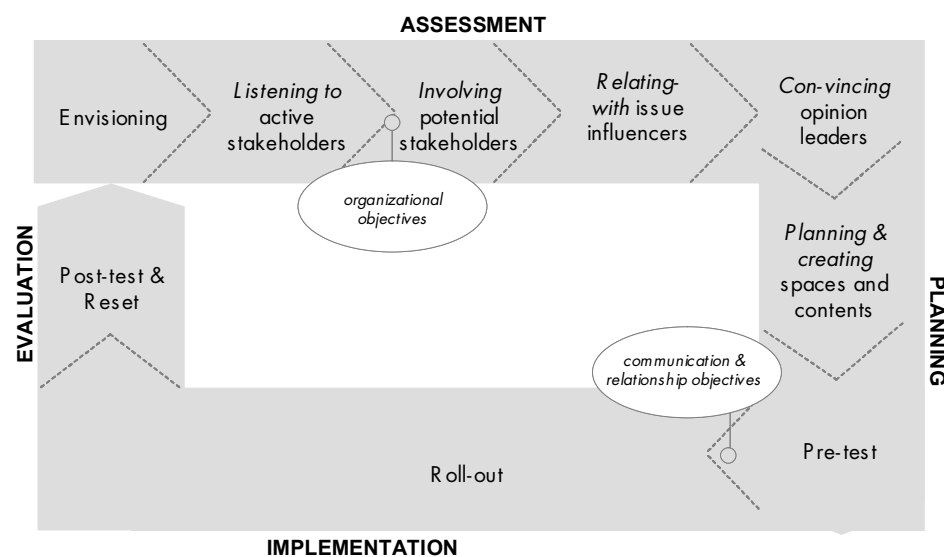 ASSESSMENT
Envisioning
Listening to
active
stakeholders
Involving
potential
stakeholders
Relating-
with issue
influencers
Con-vincing
opinion
leaders
organizational
objectives
Planning &
creating
spaces and
contents
PLANNING
communication &
relationship objectives
Pre-test
Roll-out
IMPLEMENTATION
EVALUATION
Post-test &
Reset